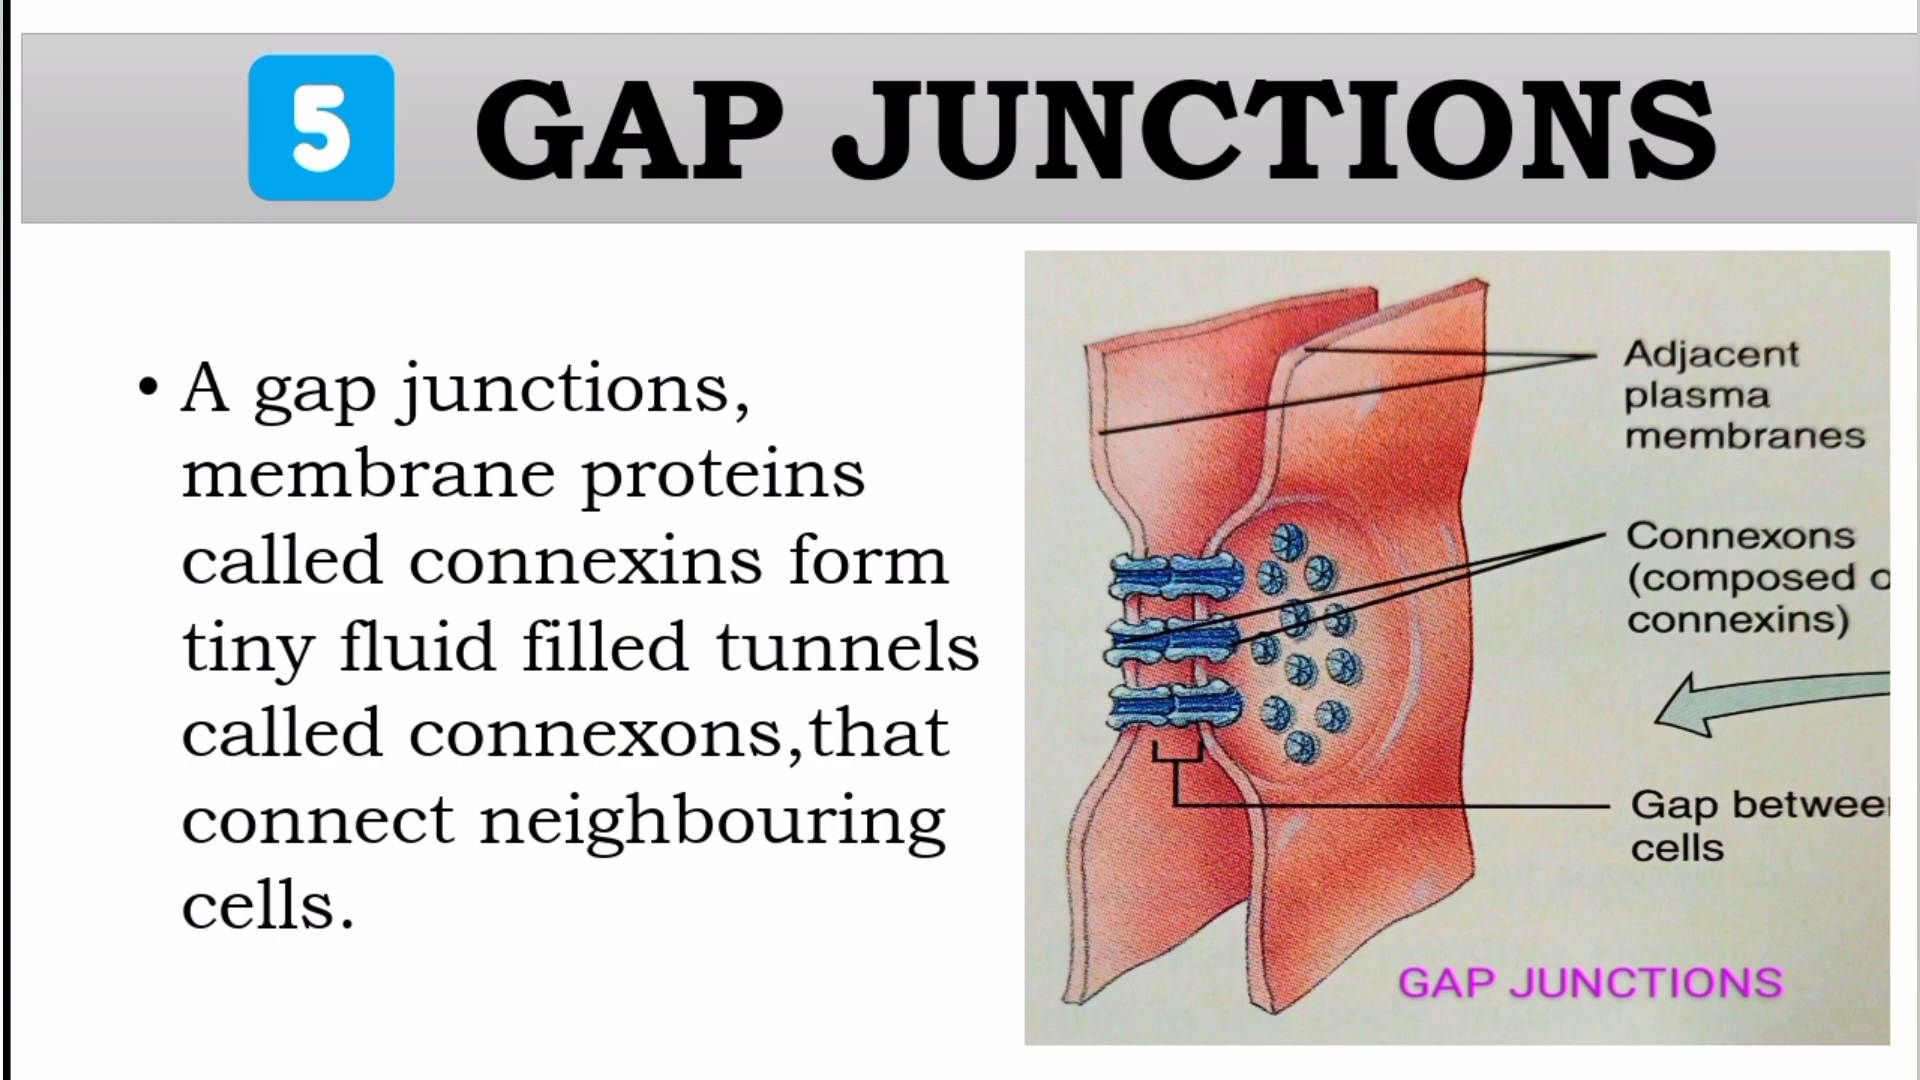 5 GAP JUNCTIONS
• A gap junctions,
membrane proteins
called connexins form
tiny fluid filled tunnels
called connexons,that
connect neighbouring
cells.
Adjacent
plasma
membranes
Connexons
(composed
connexins)
Gap
cells
GAP JUNCTIONS